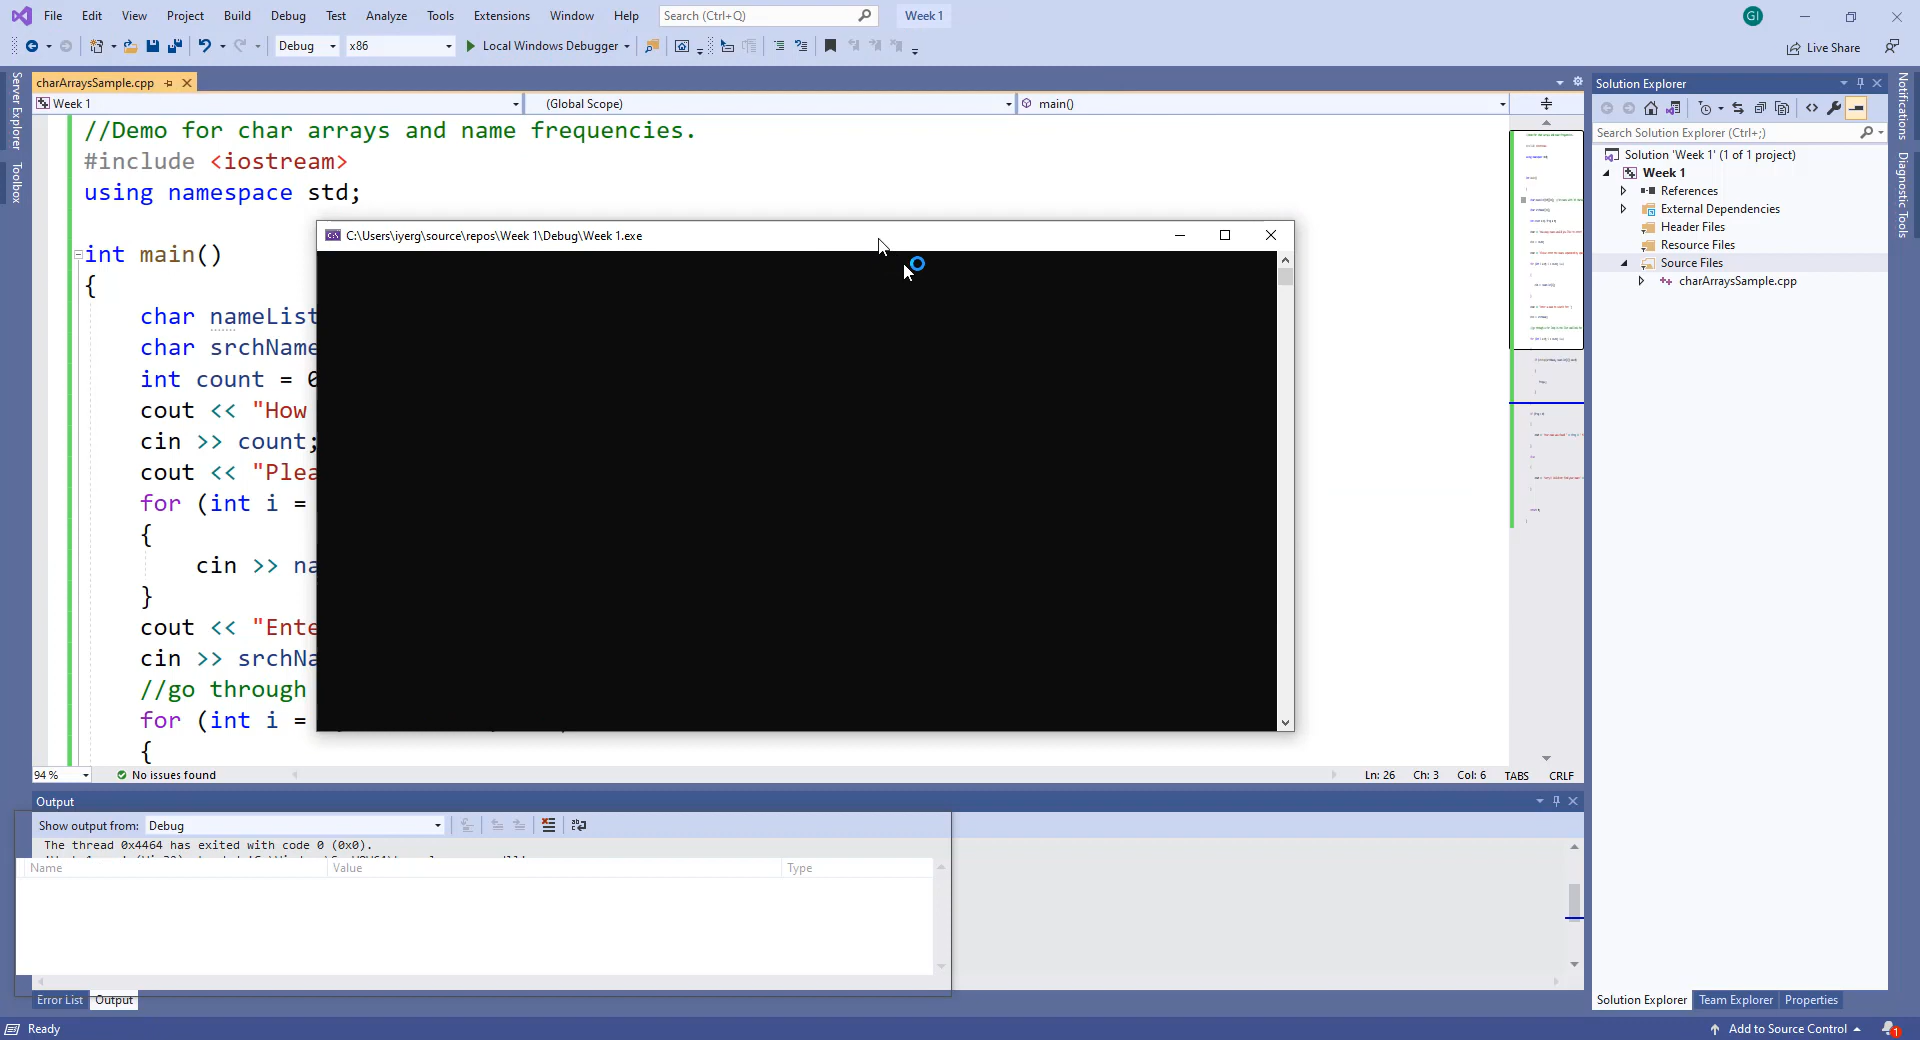 File Edit View Project Build Debug Test Analyze Tools Extensions Window Help Search (Ctrl+Q) Week 1 GI
Debug x86 Local Windows Debugger Live Share
Server Explorer
Toolbox
charArraysSample.cpp
Week 1 (Global Scope) main()
//Demo for char arrays and name frequencies.
#include <iostream>
using namespace std;
int main()
{
char nameList
char srchName
int count = 0
cout << "How
cin >> count;
cout << "Plea
for (int i =
{
cin >> na
}
cout << "Ente
cin >> srchNa
//go through
for (int i =
{
C:\Users\iyerg\source\repos\Week 1\Debug\Week 1.exe
94 % No issues found Ln: 26 Ch: 3 Col: 6 TABS CRLF
Output
Show output from: Debug
The thread 0x4464 has exited with code 0 (0x0).
Name Value Type
Error List Output
Solution Explorer
Search Solution Explorer (Ctrl+;)
Solution 'Week 1' (1 of 1 project)
Week 1
References
External Dependencies
Header Files
Resource Files
Source Files
charArraysSample.cpp
Solution Explorer Team Explorer Properties
Notifications
Diagnostic Tools
Ready Add to Source Control 1